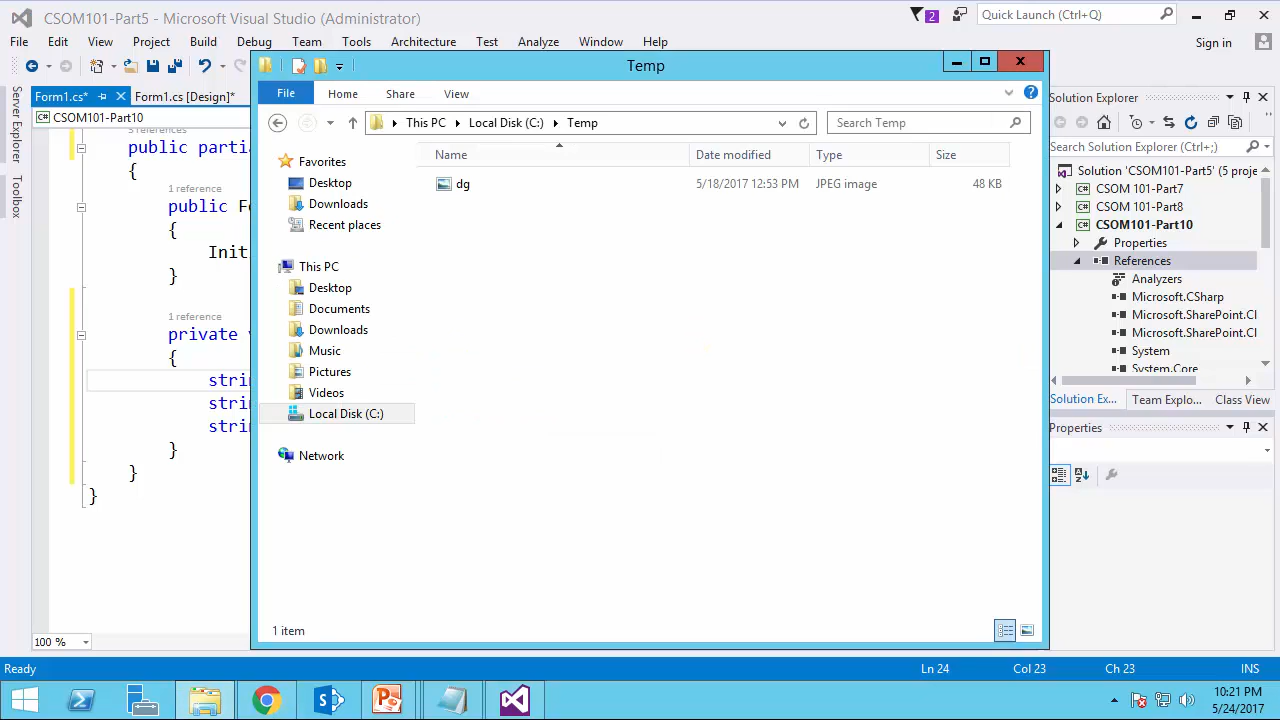 CSOM101-Part5 - Microsoft Visual Studio (Administrator)
2
Quick Launch (Ctrl+Q)
File Edit View Project Build Debug Team Tools Architecture Test Analyze Window Help
Sign in
Server Explorer
Toolbox
Form1.cs*
Form1.cs [Design]*
CSOM101-Part10
3 references
public
{
1 reference
public
{
}
1 reference
private
{
}
}
}
100 %
Temp
File Home Share View
This PC Local Disk (C:) Temp
Search Temp
Name Date modified Type Size
dg 5/18/2017 12:53 PM JPEG image 48 KB
Favorites
Desktop
Downloads
Recent places
This PC
Desktop
Documents
Downloads
Music
Pictures
Videos
Local Disk (C:)
Network
1 item
Solution Explorer
Search Solution Explorer (Ctrl+;)
Solution 'CSOM101-Part5' (5 proje
CSOM 101-Part7
CSOM 101-Part8
CSOM101-Part10
Properties
References
Analyzers
Microsoft.CSharp
Microsoft.SharePoint.Cl
Microsoft.SharePoint.Cl
System
System.Core
Solution Ex... Team Explo... Class View
Properties
Ready Ln 24 Col 23 Ch 23 INS
10:21 PM
5/24/2017